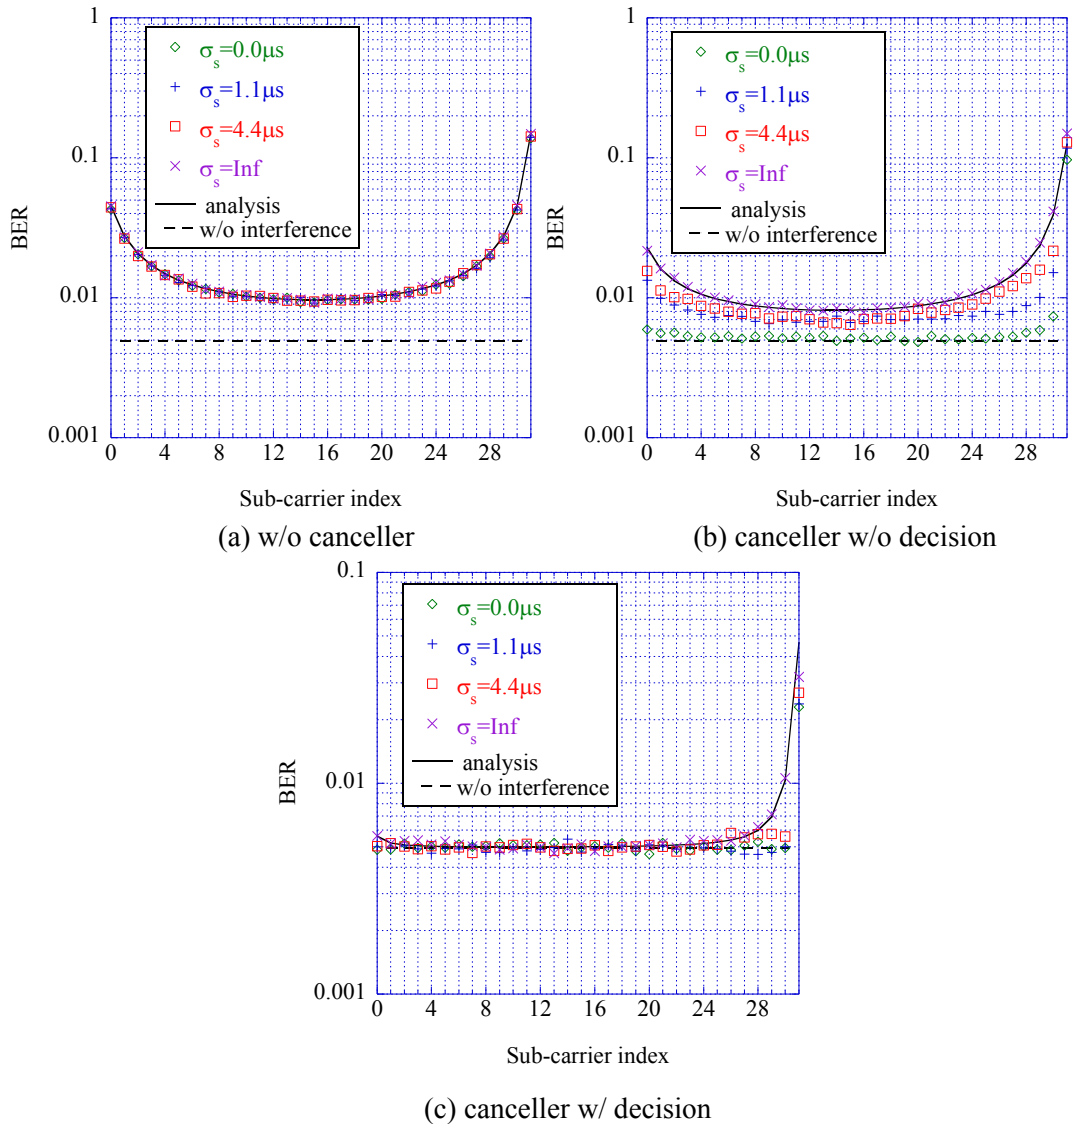 1
0.1
0.01
0.001
BER
σs=0.0μs
σs=1.1μs
σs=4.4μs
σs=Inf
analysis
w/o interference
0 4 8 12 16 20 24 28
Sub-carrier index
(a) w/o canceller
1
0.1
0.01
0.001
BER
σs=0.0μs
σs=1.1μs
σs=4.4μs
σs=Inf
analysis
w/o interference
0 4 8 12 16 20 24 28
Sub-carrier index
(b) canceller w/o decision
0.1
0.01
0.001
BER
σs=0.0μs
σs=1.1μs
σs=4.4μs
σs=Inf
analysis
w/o interference
0 4 8 12 16 20 24 28
Sub-carrier index
(c) canceller w/ decision